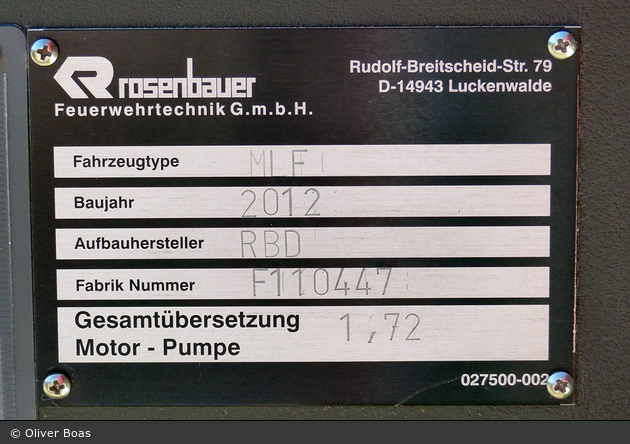 rosenbauer
Feuerwehrtechnik G.m.b.H.
Rudolf-Breitscheid-Str. 79
D-14943 Luckenwalde
Fahrzeugtype MLF
Baujahr 2012
Aufbauhersteller RBD
Fabrik Nummer F110447
Gesamtübersetzung 1,72
Motor - Pumpe
027500-002
© Oliver Boas